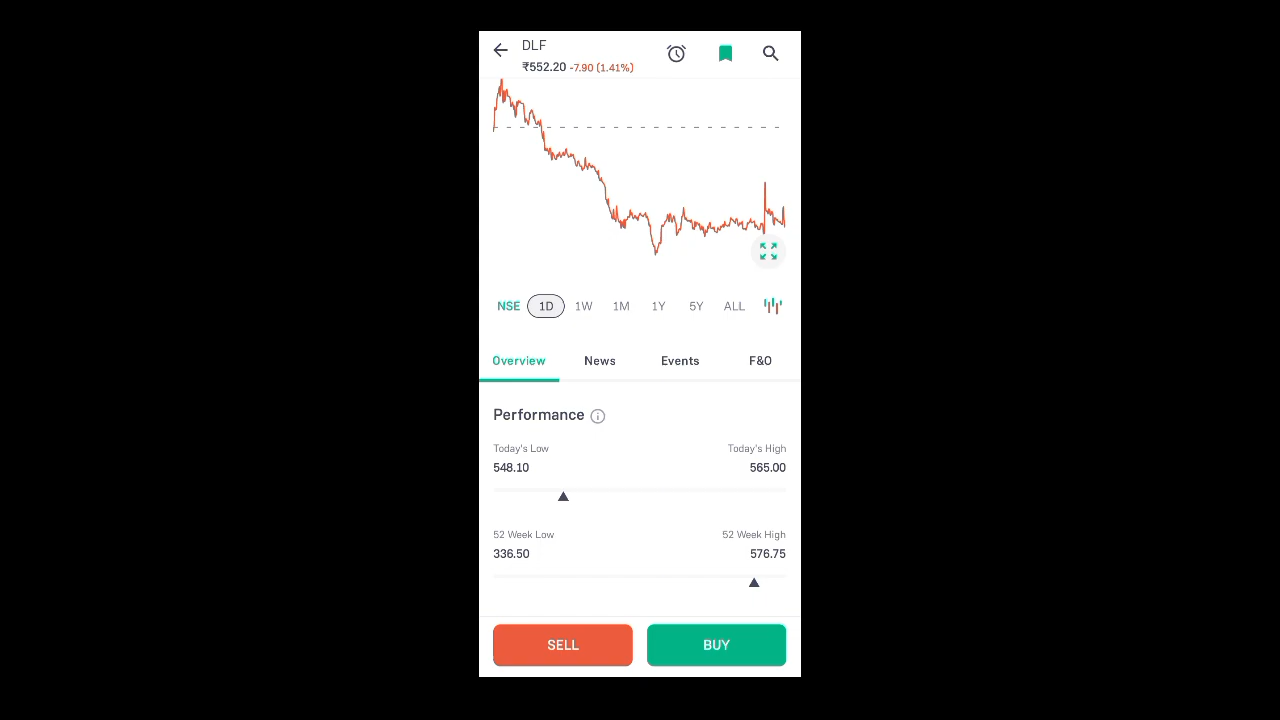 DLF
₹552.20 -7.90 (1.41%)
NSE 1D 1W 1M 1Y 5Y ALL
Overview News Events F&O
Performance
Today's Low Today's High
548.10 565.00
52 Week Low 52 Week High
336.50 576.75
SELL BUY